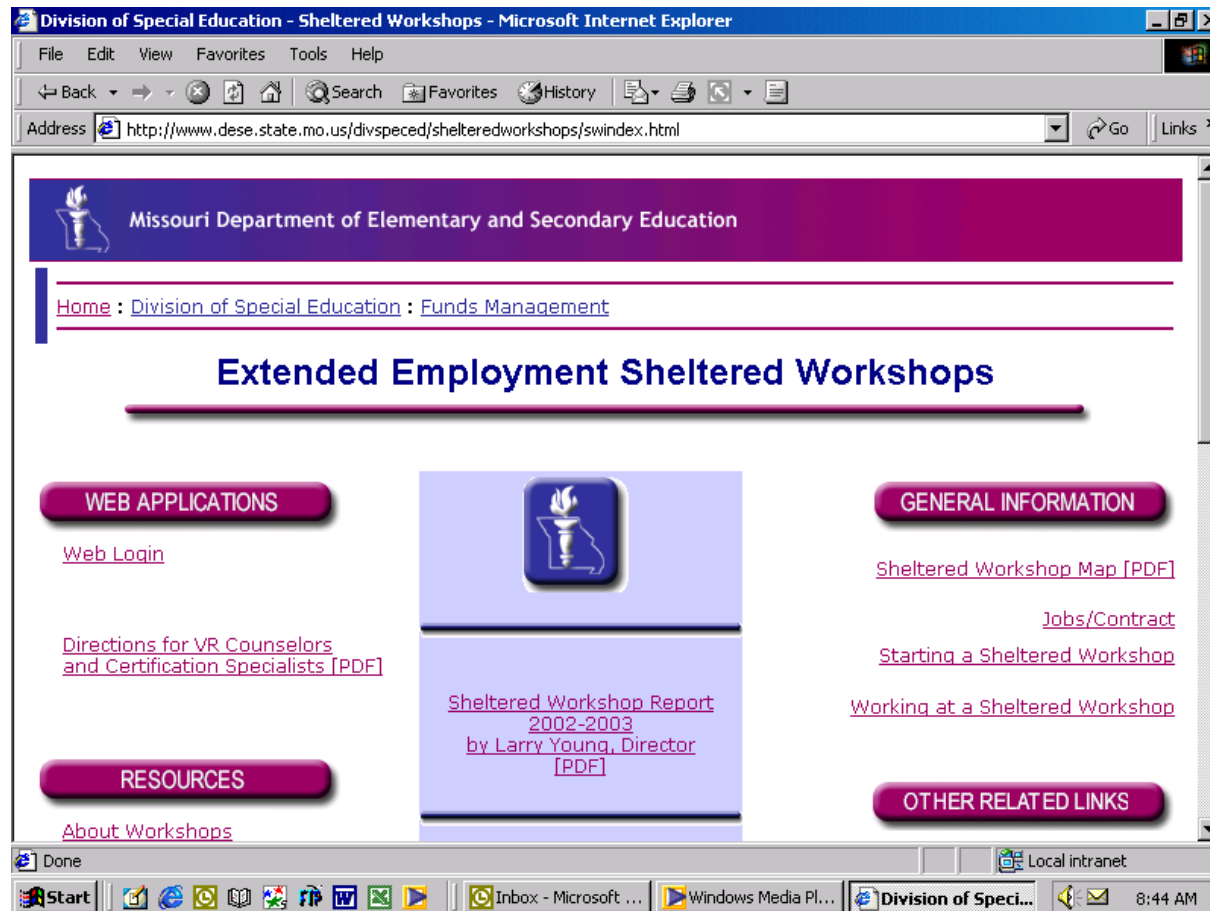 Division of Special Education - Sheltered Workshops - Microsoft Internet Explorer
File Edit View Favorites Tools Help
Back Search Favorites History
Address http://www.dese.state.mo.us/divspeced/shelteredworkshops/swindex.html Go Links
Missouri Department of Elementary and Secondary Education
Home : Division of Special Education : Funds Management
Extended Employment Sheltered Workshops
WEB APPLICATIONS
Web Login
Directions for VR Counselors
and Certification Specialists [PDF]
RESOURCES
About Workshops
Sheltered Workshop Report
2002-2003
by Larry Young, Director
[PDF]
GENERAL INFORMATION
Sheltered Workshop Map [PDF]
Jobs/Contract
Starting a Sheltered Workshop
Working at a Sheltered Workshop
OTHER RELATED LINKS
Done Local intranet
Start Inbox - Microsoft ... Windows Media Pl... Division of Speci... 8:44 AM